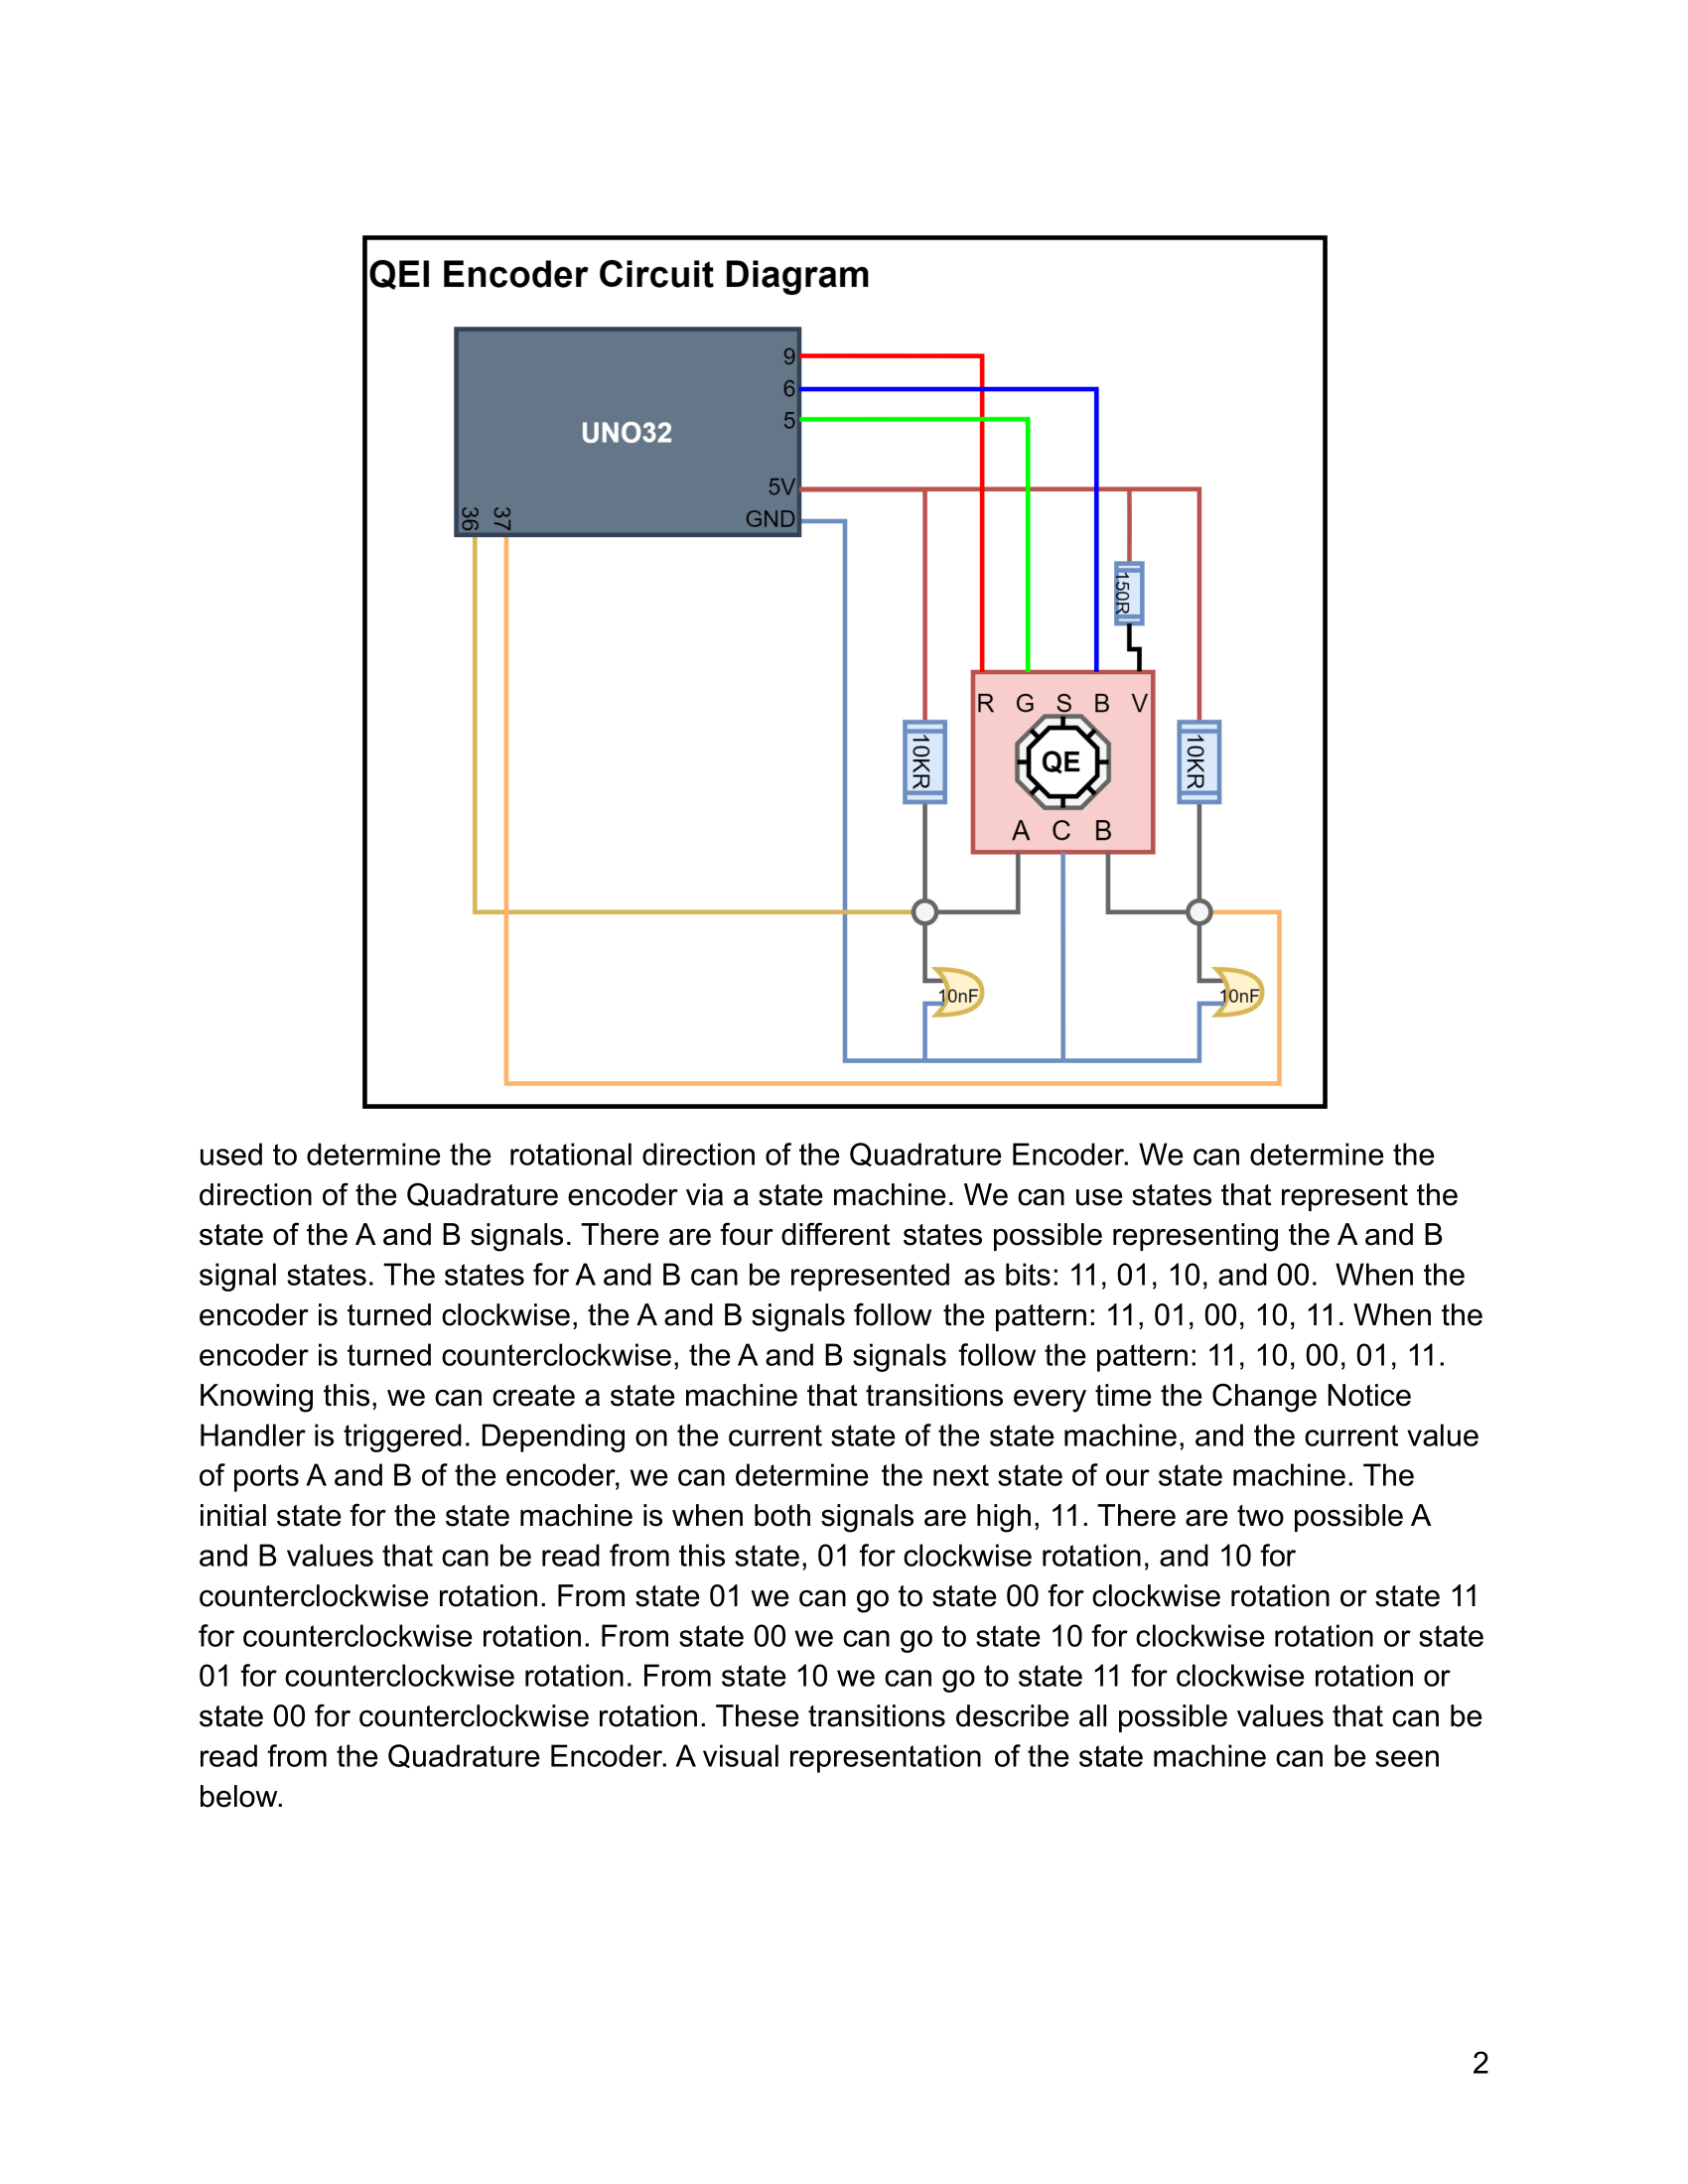 QEI Encoder Circuit Diagram
9
6
UNO32
5
5V
GND
36
37
150R
R G S B V
10KR
QE
10KR
A C B
10nF
10nF
used to determine the  rotational direction of the Quadrature Encoder. We can determine the
direction of the Quadrature encoder via a state machine. We can use states that represent the
state of the A and B signals. There are four different states possible representing the A and B
signal states. The states for A and B can be represented as bits: 11, 01, 10, and 00.  When the
encoder is turned clockwise, the A and B signals follow the pattern: 11, 01, 00, 10, 11. When the
encoder is turned counterclockwise, the A and B signals follow the pattern: 11, 10, 00, 01, 11.
Knowing this, we can create a state machine that transitions every time the Change Notice
Handler is triggered. Depending on the current state of the state machine, and the current value
of ports A and B of the encoder, we can determine the next state of our state machine. The
initial state for the state machine is when both signals are high, 11. There are two possible A
and B values that can be read from this state, 01 for clockwise rotation, and 10 for
counterclockwise rotation. From state 01 we can go to state 00 for clockwise rotation or state 11
for counterclockwise rotation. From state 00 we can go to state 10 for clockwise rotation or state
01 for counterclockwise rotation. From state 10 we can go to state 11 for clockwise rotation or
state 00 for counterclockwise rotation. These transitions describe all possible values that can be
read from the Quadrature Encoder. A visual representation of the state machine can be seen
below.
2